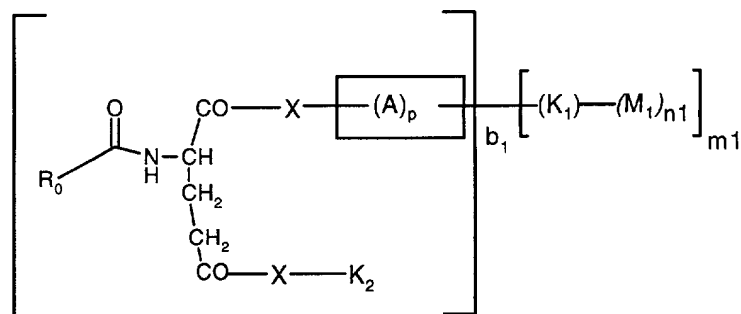 O CO—X—(A)p—(K1)—(M1)n1
b1 m1
R0 N H CH
CH2
CH2
CO—X—K2